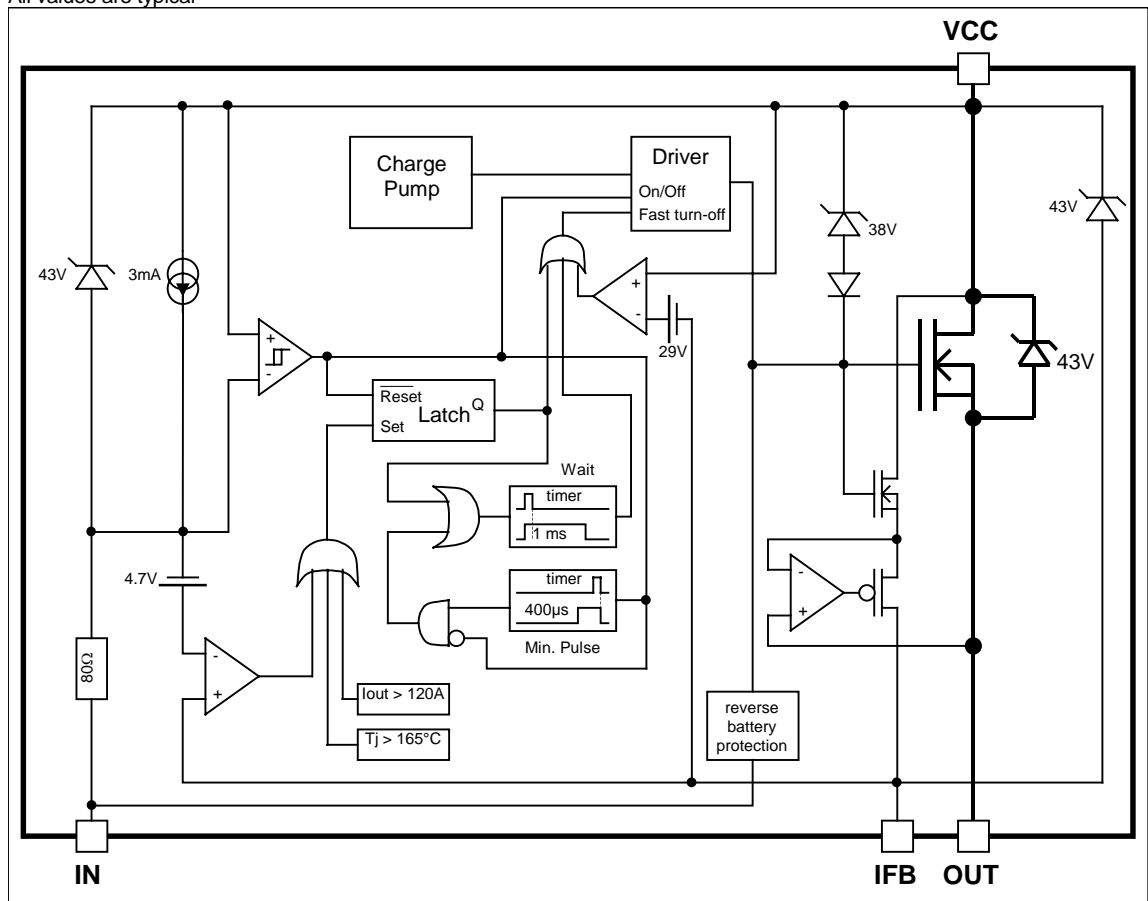 All values are typical
VCC
Charge
Pump
Driver
On/Off
Fast turn-off
43V
3mA
38V
43V
+
-
+
-
29V
43V
Reset
Latch
Q
Set
Wait
timer
1 ms
4.7V
timer
400µs
Min. Pulse
-
+
80Ω
-
+
Iout > 120A
Tj > 165°C
reverse
battery
protection
IN
IFB
OUT